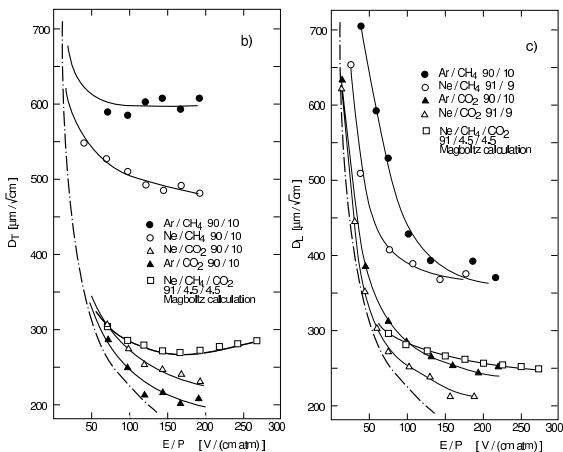 b)
D_T [μm/√cm]
700
600
500
400
300
200
Ar/CH₄ 90/10
Ne/CH₄ 90/10
Ne/CO₂ 90/10
Ar/CO₂ 90/10
Ne/CH₄/CO₂
91/4.5/4.5
Magboltz calculation
50 100 150 200 250 300
E/P [V/(cm atm)]
c)
D_L [μm/√cm]
700
600
500
400
300
200
Ar/CH₄ 90/10
Ne/CH₄ 91/9
Ar/CO₂ 90/10
Ne/CO₂ 91/9
Ne/CH₄/CO₂
91/4.5/4.5
Magboltz calculation
50 100 150 200 250 300
E/P [V/(cm atm)]